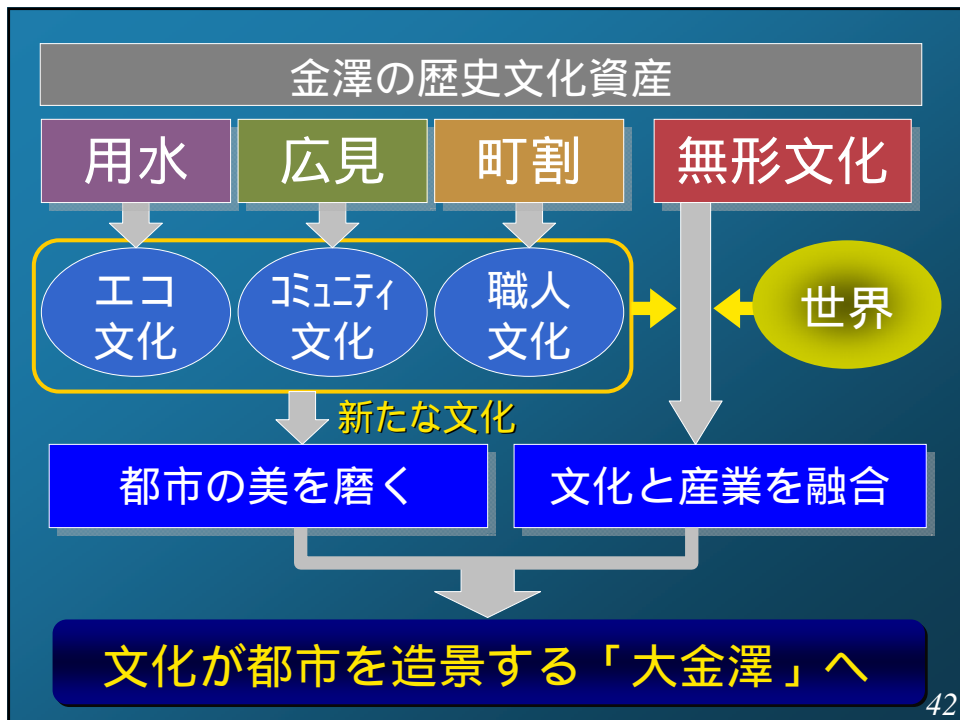 金澤の歴史文化資産
用水
広見
町割
無形文化
エコ
文化
ｺﾐｭﾆﾃｨ
文化
職人
文化
世界
新たな文化
都市の美を磨く
文化と産業を融合
文化が都市を造景する「大金澤」へ
42